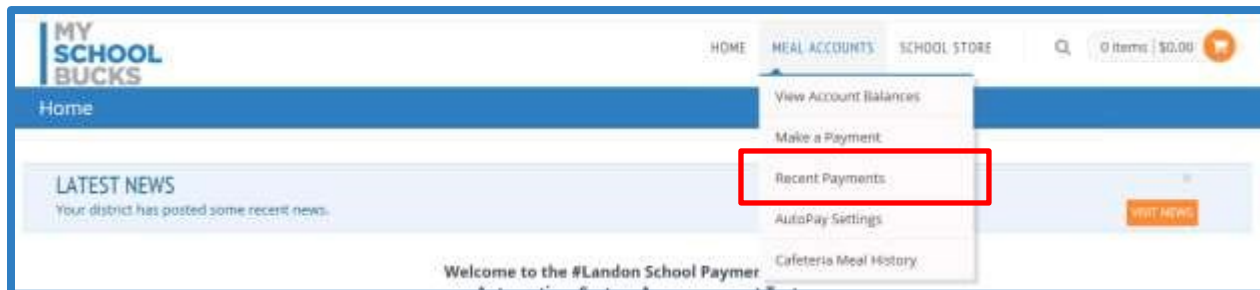 MY
SCHOOL
BUCKS
HOME MEAL ACCOUNTS SCHOOL STORE 0 items $0.00
Home
View Account Balances
Make a Payment
Recent Payments
AutoPay Settings
Cafeteria Meal History
LATEST NEWS
Your district has posted some recent news.
VISIT NEWS
Welcome to the #Landon School Paymen